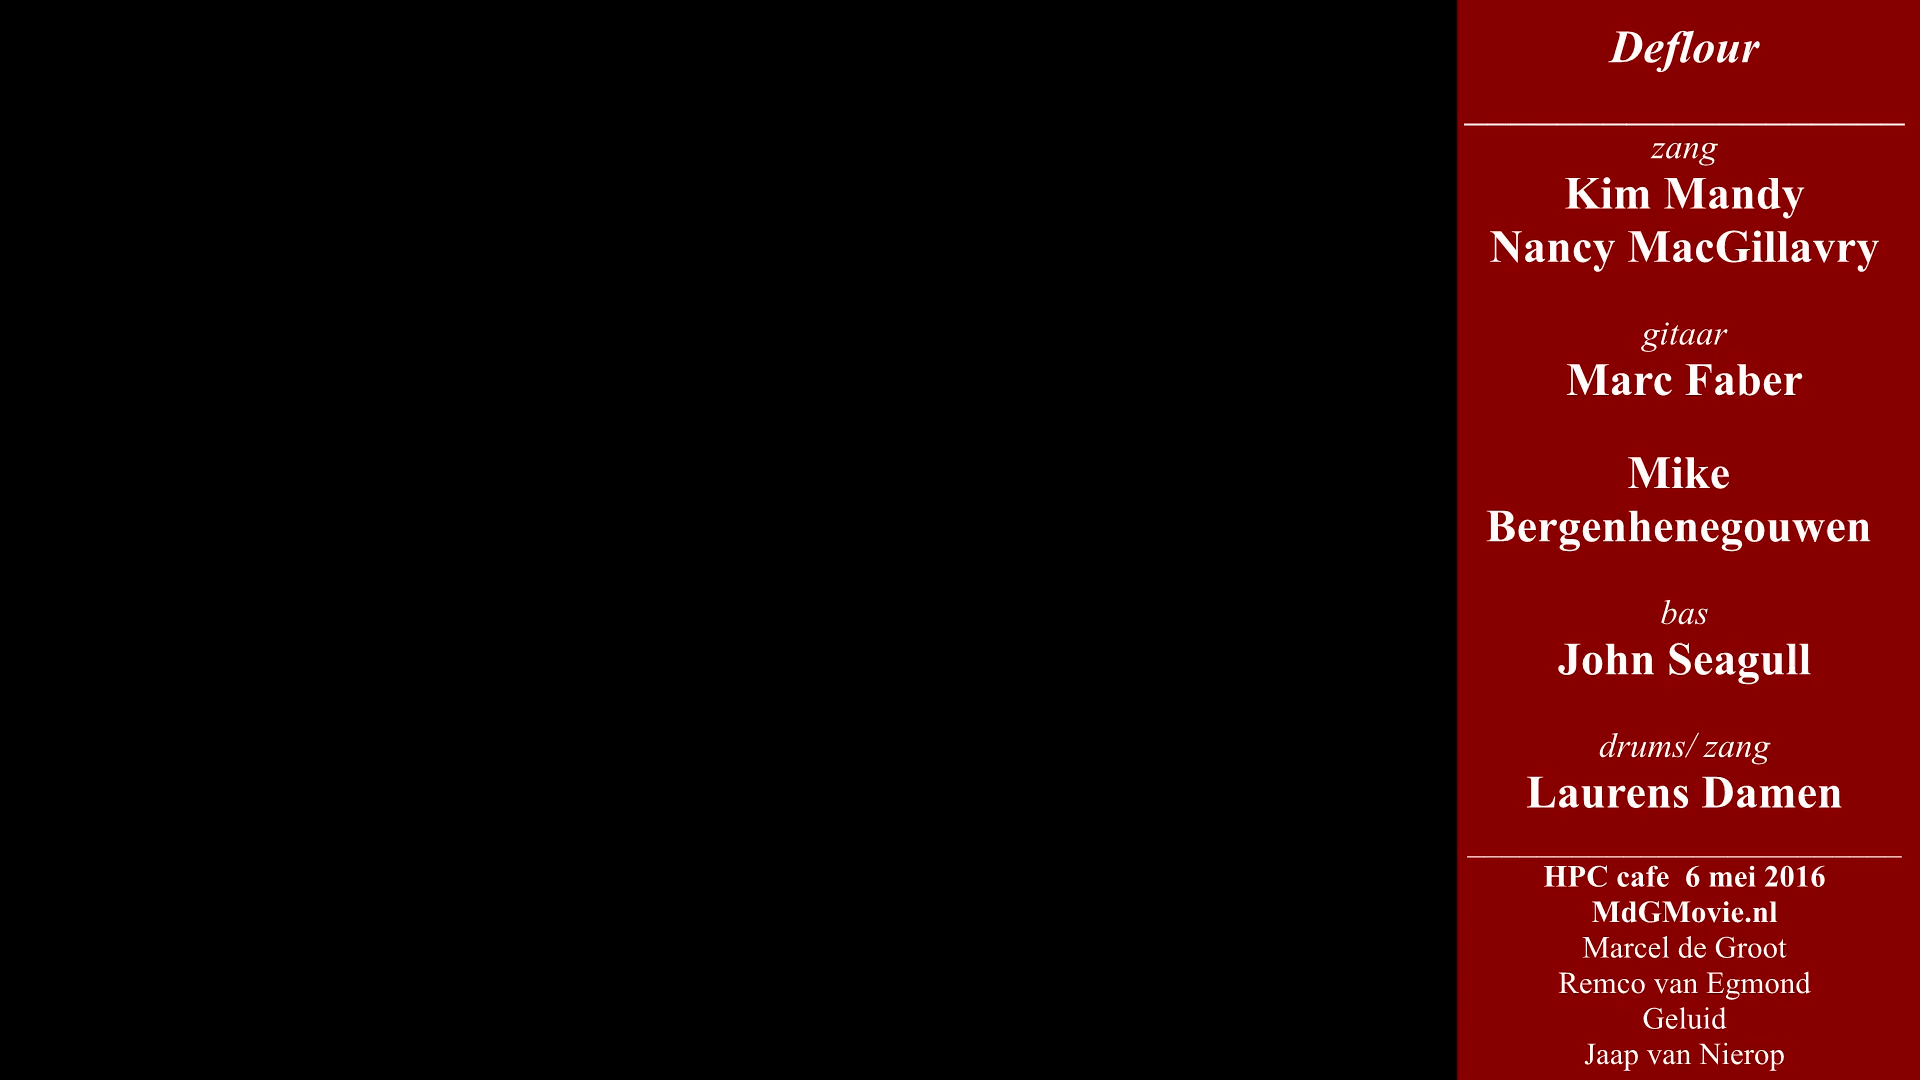 Deflour
zang
Kim Mandy
Nancy MacGillavry
gitaar
Marc Faber
Mike
Bergenhenegouwen
bas
John Seagull
drums/ zang
Laurens Damen
HPC cafe  6 mei 2016
MdGMovie.nl
Marcel de Groot
Remco van Egmond
Geluid
Jaap van Nierop